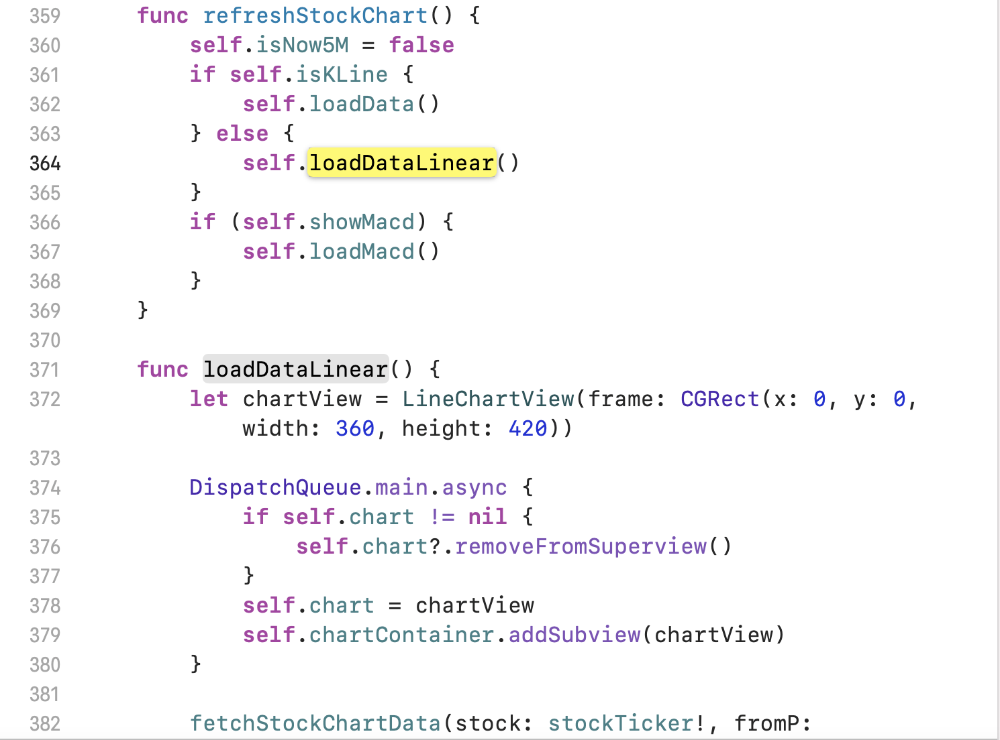 359 func refreshStockChart() {
360 self.isNow5M = false
361 if self.isKLine {
362 self.loadData()
363 } else {
364 self.loadDataLinear()
365 }
366 if (self.showMacd) {
367 self.loadMacd()
368 }
369 }
370
371 func loadDataLinear() {
372 let chartView = LineChartView(frame: CGRect(x: 0, y: 0,
width: 360, height: 420))
373
374 DispatchQueue.main.async {
375 if self.chart != nil {
376 self.chart?.removeFromSuperview()
377 }
378 self.chart = chartView
379 self.chartContainer.addSubview(chartView)
380 }
381
382 fetchStockChartData(stock: stockTicker!, fromP: